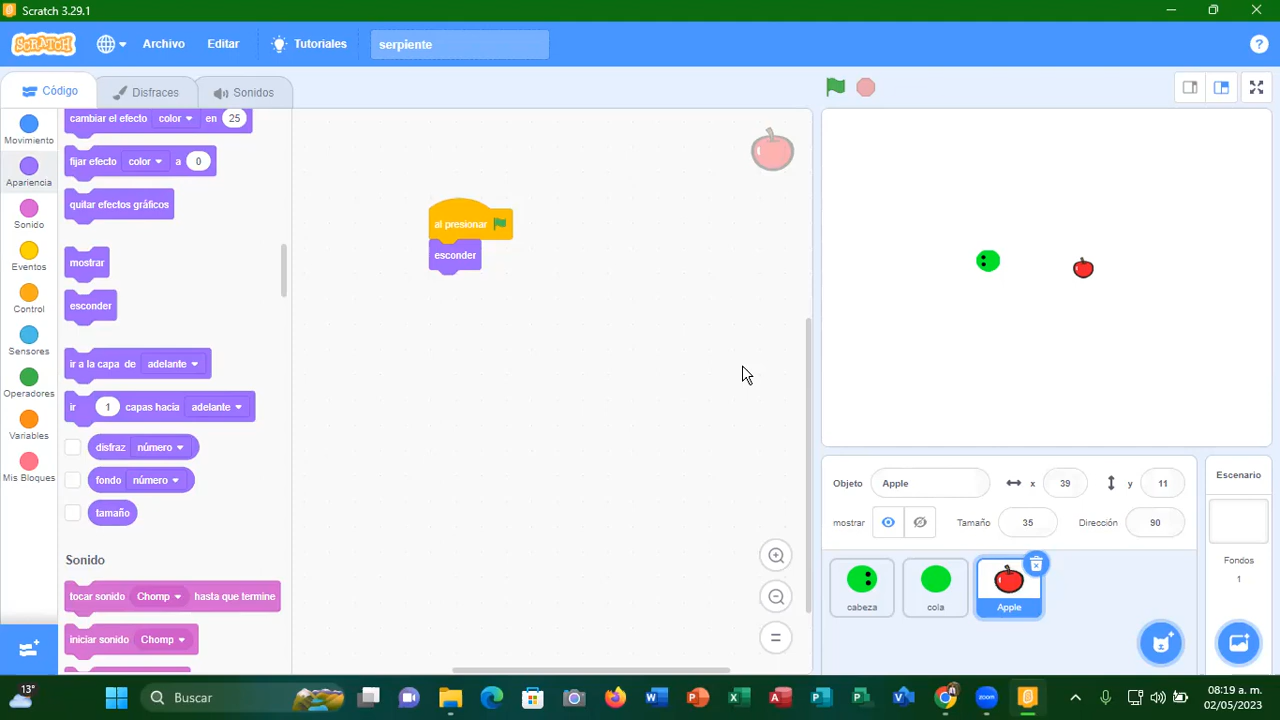 Scratch 3.29.1
SCRATCH
Archivo
Editar
Tutoriales
serpiente
?
Código
Disfraces
Sonidos
Movimiento
Apariencia
Sonido
Eventos
Control
Sensores
Operadores
Variables
Mis Bloques
cambiar el efecto color en 25
fijar efecto color a 0
quitar efectos gráficos
mostrar
esconder
ir a la capa de adelante
ir 1 capas hacia adelante
disfraz número
fondo número
tamaño
Sonido
tocar sonido Chomp hasta que termine
iniciar sonido Chomp
al presionar
esconder
Objeto Apple x 39 y 11
mostrar Tamaño 35 Dirección 90
cabeza
cola
Apple
Escenario
Fondos
1
13°
Buscar
zoom
08:19 a. m.
02/05/2023